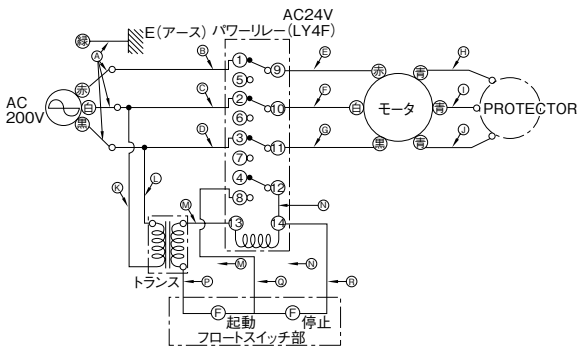 AC24V
E(アース) パワーリレー(LY4F)
緑
Ⓐ Ⓑ Ⓒ Ⓓ Ⓔ Ⓕ Ⓖ Ⓗ Ⓘ Ⓙ
赤 ① ⑨ 赤 青
⑤
AC
200V
白 ② ⑩ 白 モータ 青 PROTECTOR
⑥
黒 ③ ⑪ 黒 青
⑦
④ ⑫
Ⓚ Ⓛ Ⓜ ⑧ Ⓝ
⑬ ⑭
Ⓜ Ⓝ
トランス Ⓟ Ⓠ Ⓡ
Ⓕ Ⓕ
起動 停止
フロートスイッチ部